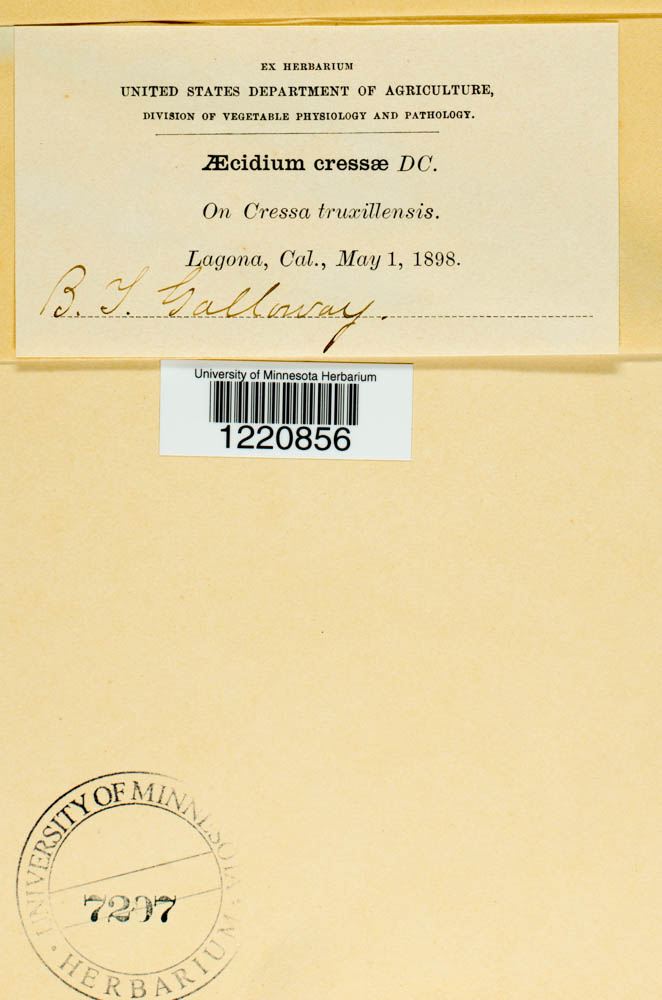 EX HERBARIUM
UNITED STATES DEPARTMENT OF AGRICULTURE,
DIVISION OF VEGETABLE PHYSIOLOGY AND PATHOLOGY.
Æcidium cressæ DC.
On Cressa truxillensis.
Lagona, Cal., May 1, 1898.
B. T. Galloway.
University of Minnesota Herbarium
1220856
UNIVERSITY OF MINNESOTA
7297
· HERBARIUM ·